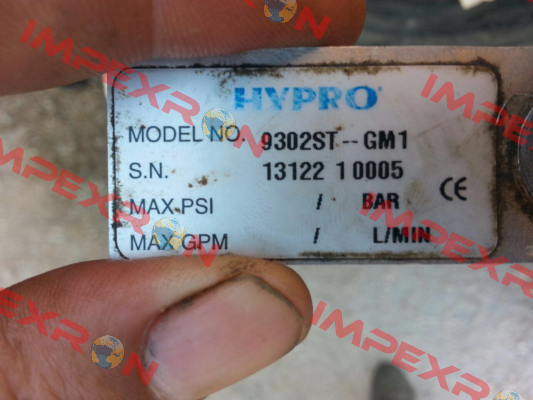 HYPRO
MODEL NO. 9302ST -- GM1
S.N. 13122 1 0005
MAX.PSI / BAR
MAX.GPM / L/MIN
CE
IMPEXRON
IMPEXRON
IMPEXRON
IMPEXRON
IMPEXRON